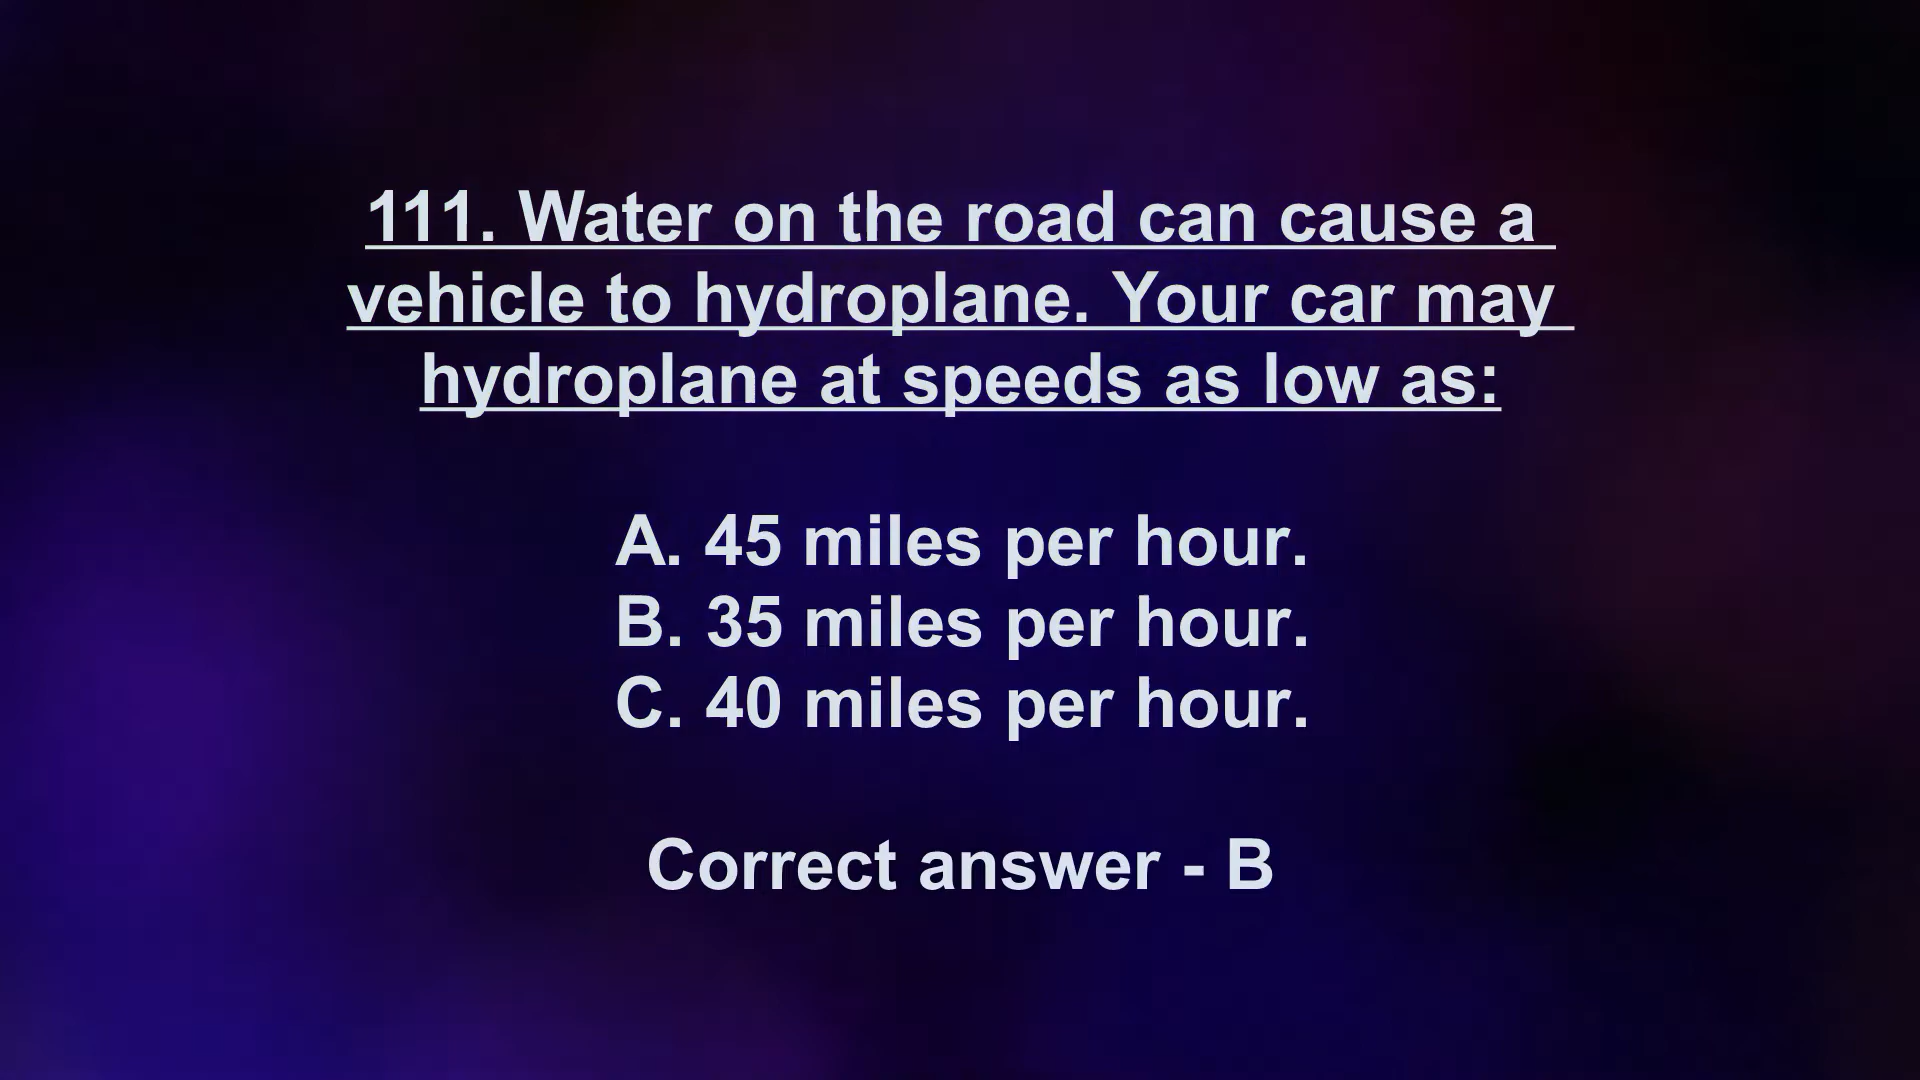 111. Water on the road can cause a
vehicle to hydroplane. Your car may
hydroplane at speeds as low as:
A. 45 miles per hour.
B. 35 miles per hour.
C. 40 miles per hour.
Correct answer - B